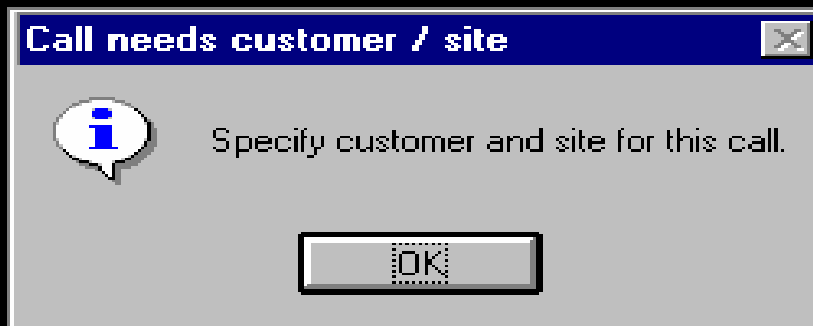 Call needs customer / site
Specify customer and site for this call.
OK